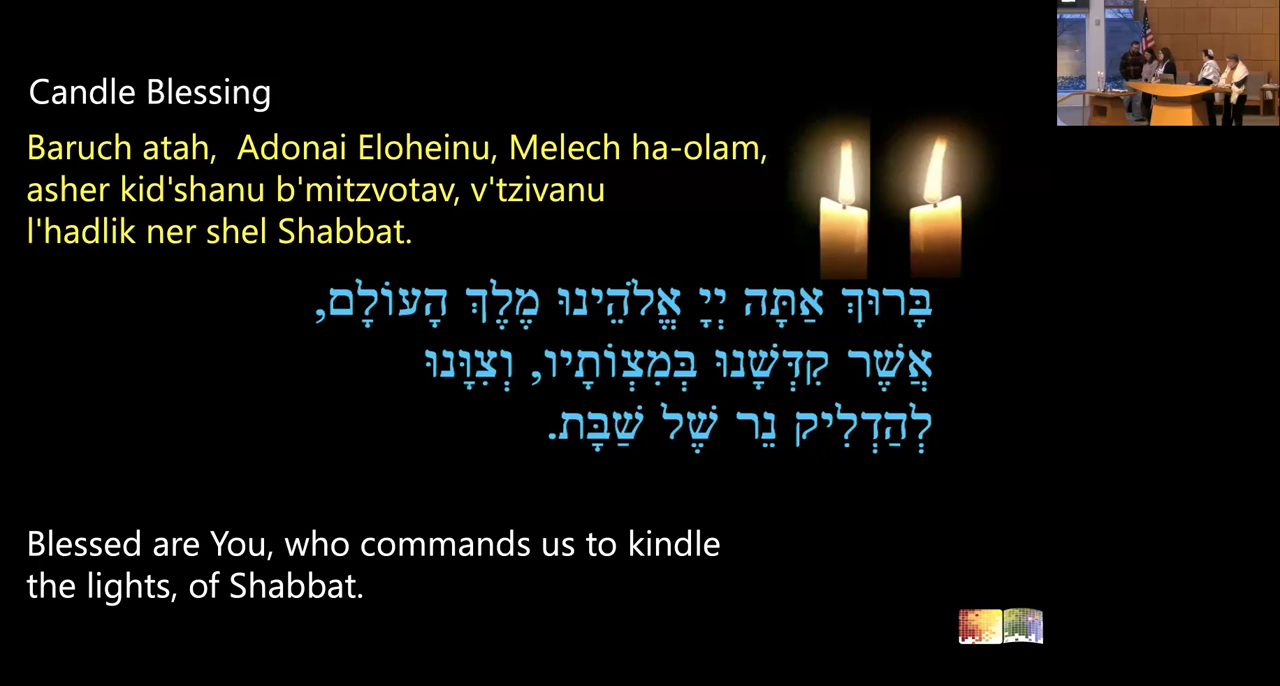 Candle Blessing
Baruch atah,  Adonai Eloheinu, Melech ha-olam,
asher kid'shanu b'mitzvotav, v'tzivanu
l'hadlik ner shel Shabbat.
בָּרוּךְ אַתָּה יְיָ אֱלֹהֵינוּ מֶלֶךְ הָעוֹלָם,
אֲשֶׁר קִדְּשָׁנוּ בְּמִצְוֹתָיו, וְצִוָּנוּ
לְהַדְלִיק נֵר שֶׁל שַׁבָּת.
Blessed are You, who commands us to kindle
the lights, of Shabbat.